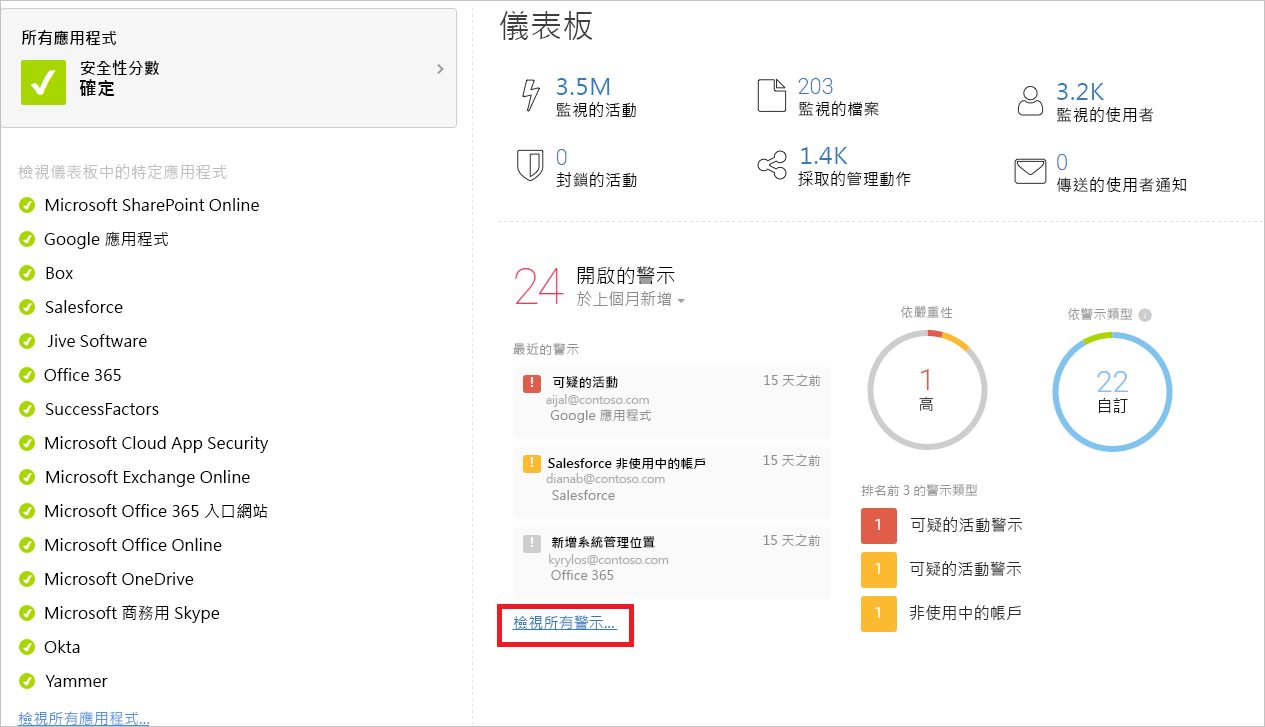 所有應用程式
安全性分數
確定
檢視儀表板中的特定應用程式
Microsoft SharePoint Online
Google 應用程式
Box
Salesforce
Jive Software
Office 365
SuccessFactors
Microsoft Cloud App Security
Microsoft Exchange Online
Microsoft Office 365 入口網站
Microsoft Office Online
Microsoft OneDrive
Microsoft 商務用 Skype
Okta
Yammer
檢視所有應用程式...
儀表板
3.5M
監視的活動
203
監視的檔案
3.2K
監視的使用者
0
封鎖的活動
1.4K
採取的管理動作
0
傳送的使用者通知
24
開啟的警示
於上個月新增
最近的警示
! 可疑的活動 15 天之前
aijal@contoso.com
Google 應用程式
! Salesforce 非使用中的帳戶 15 天之前
dianab@contoso.com
Salesforce
! 新增系統管理位置 15 天之前
kyrylos@contoso.com
Office 365
檢視所有警示...
依嚴重性
1
高
依警示類型 i
22
自訂
排名前 3 的警示類型
1 可疑的活動警示
1 可疑的活動警示
1 非使用中的帳戶